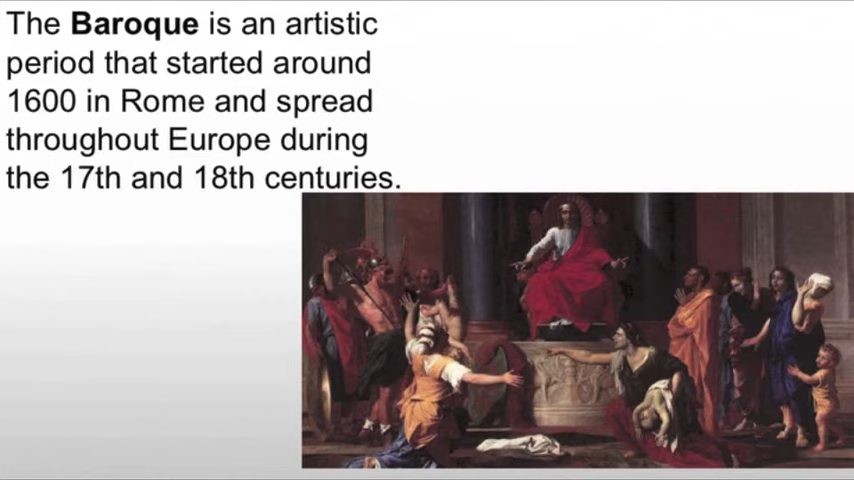 The Baroque is an artistic
period that started around
1600 in Rome and spread
throughout Europe during
the 17th and 18th centuries.